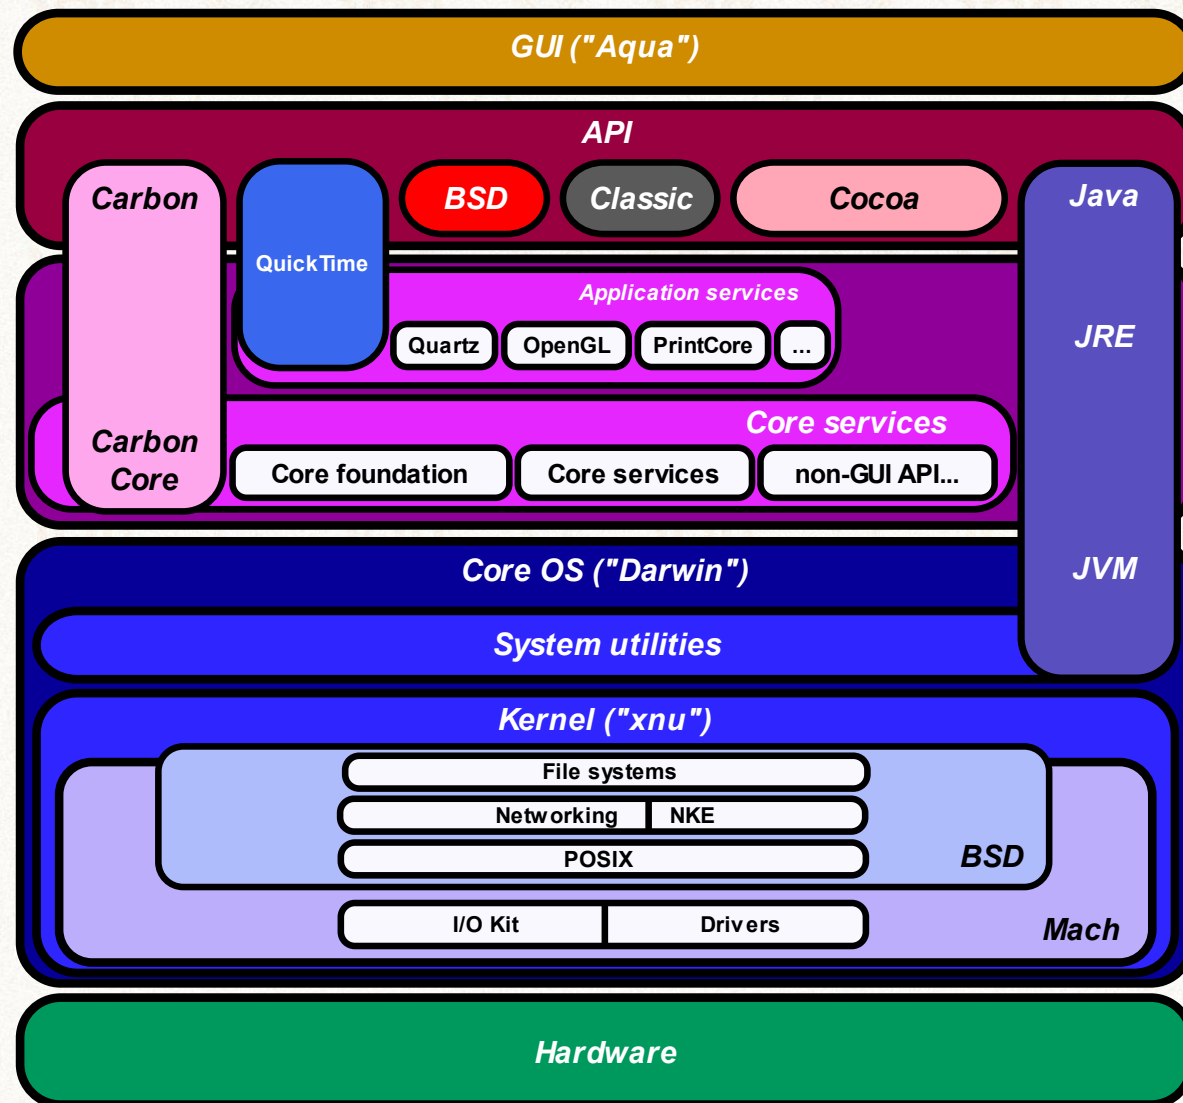 GUI ("Aqua")
API
Carbon
BSD
Classic
Cocoa
Java
QuickTime
Application services
Quartz
OpenGL
PrintCore
...
JRE
Core services
Carbon
Core
Core foundation
Core services
non-GUI API...
Core OS ("Darwin")
JVM
System utilities
Kernel ("xnu")
File systems
Networking
NKE
POSIX
BSD
I/O Kit
Drivers
Mach
Hardware